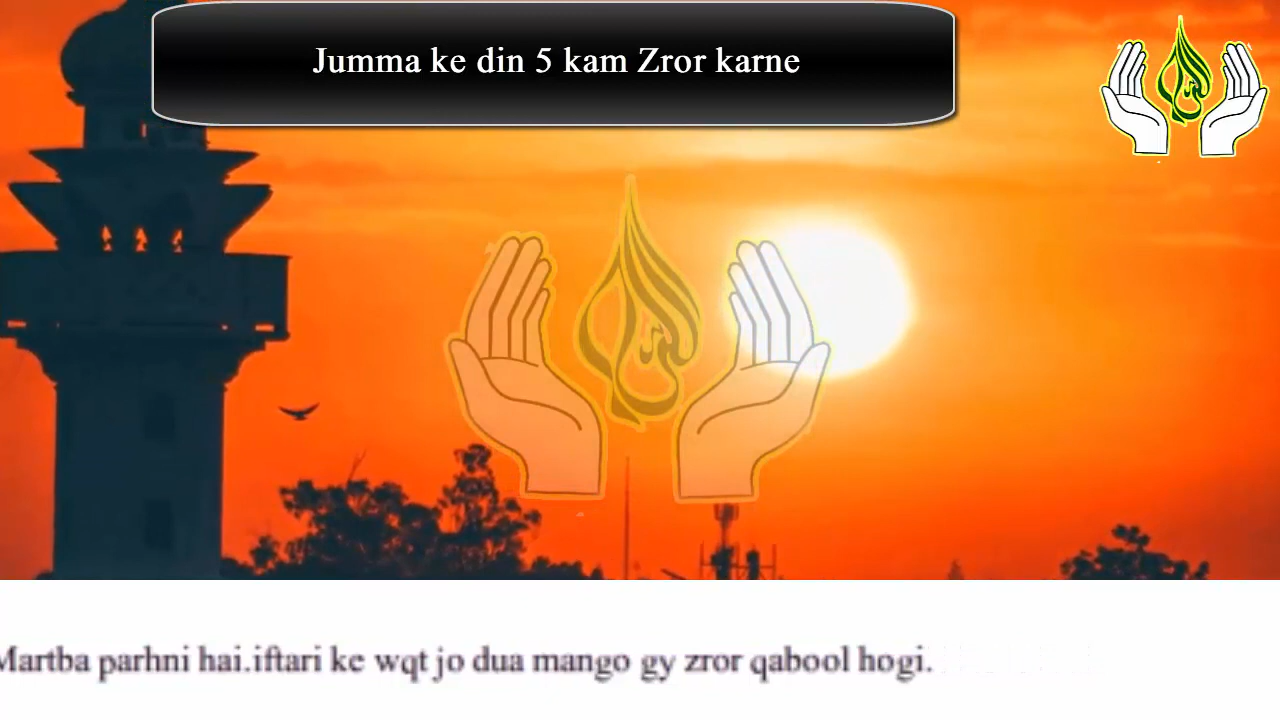 Jumma ke din 5 kam Zror karne
Martba parhni hai.iftari ke wqt jo dua mango gy zror qabool hogi.